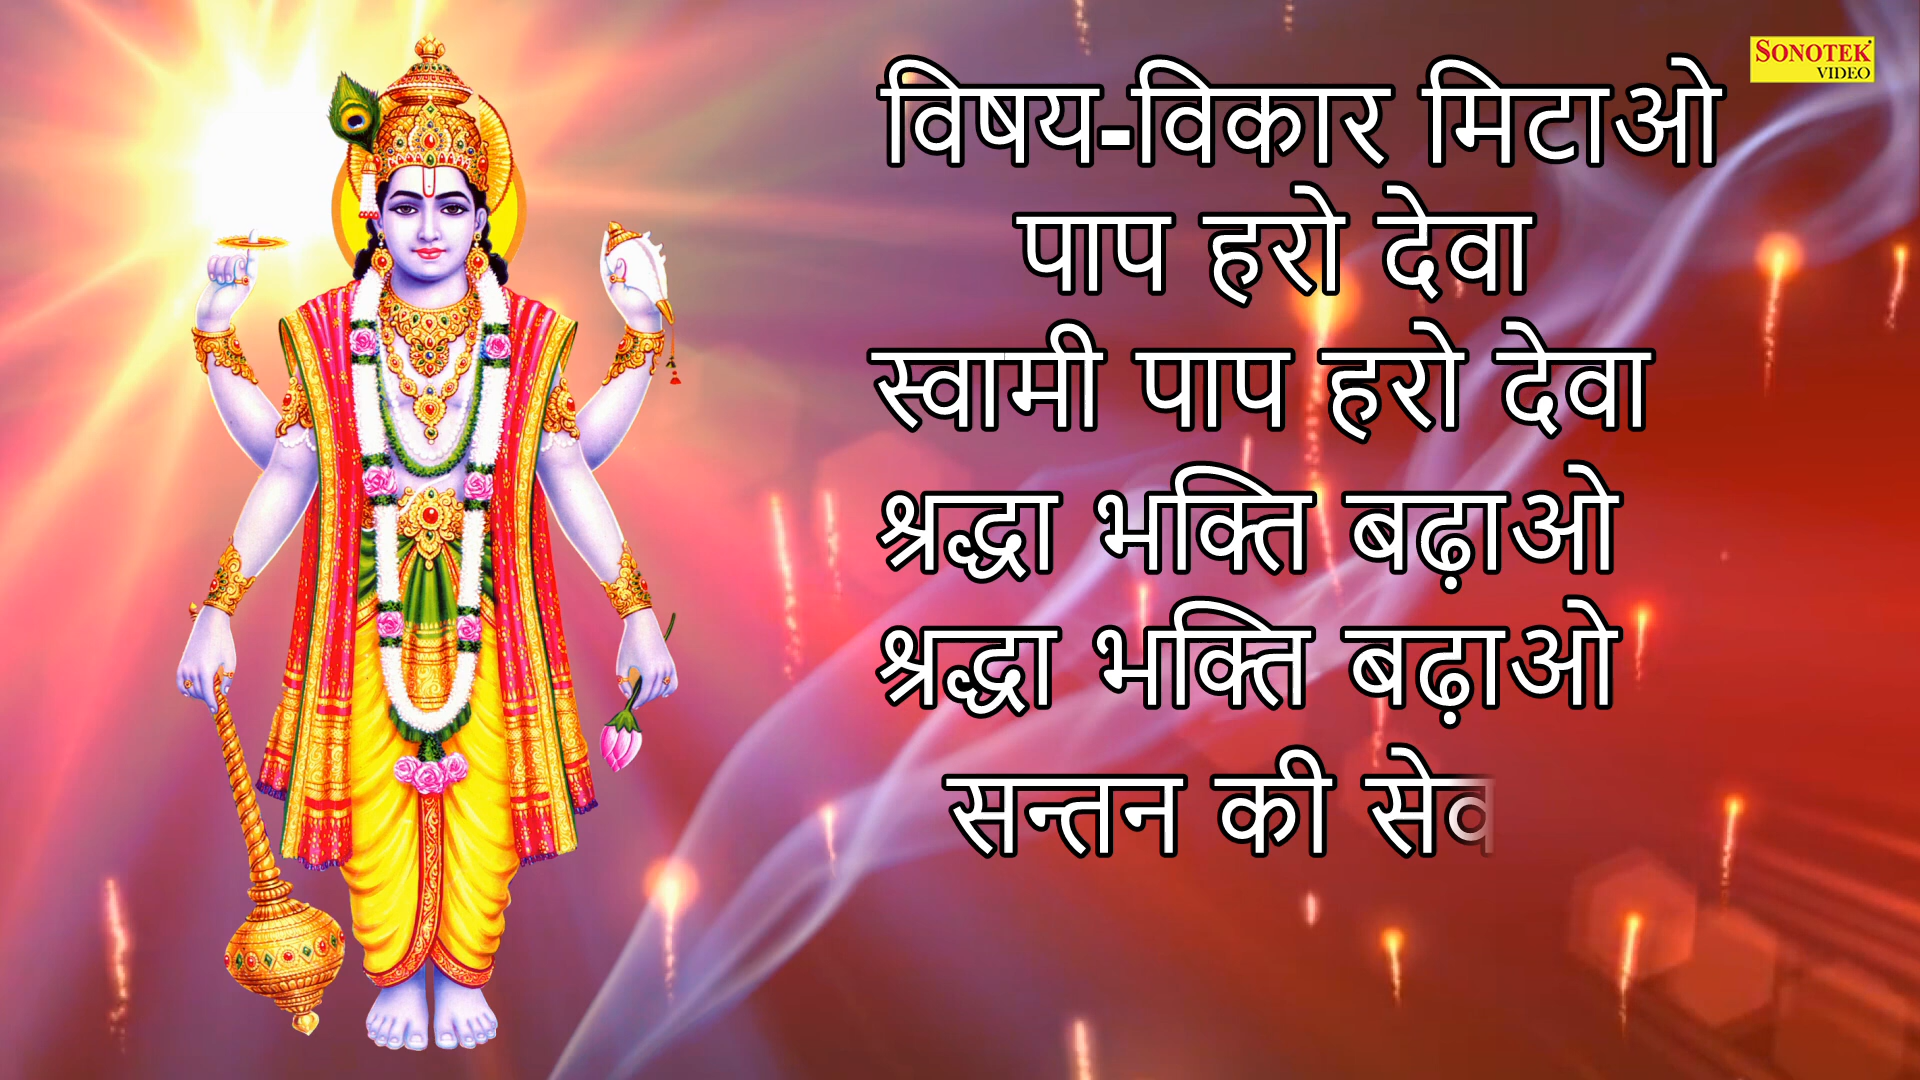 SONOTEK
VIDEO
विषय-विकार मिटाओ
पाप हरो देवा
स्वामी पाप हरो देवा
श्रद्धा भक्ति बढ़ाओ
श्रद्धा भक्ति बढ़ाओ
सन्तन की सेव